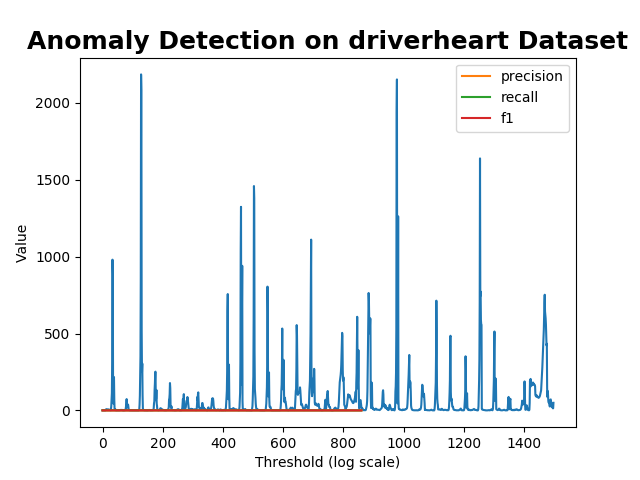 Anomaly Detection on driverheart Dataset
precision
recall
f1
2000
1500
1000
500
0
Value
0
200
400
600
800
1000
1200
1400
Threshold (log scale)